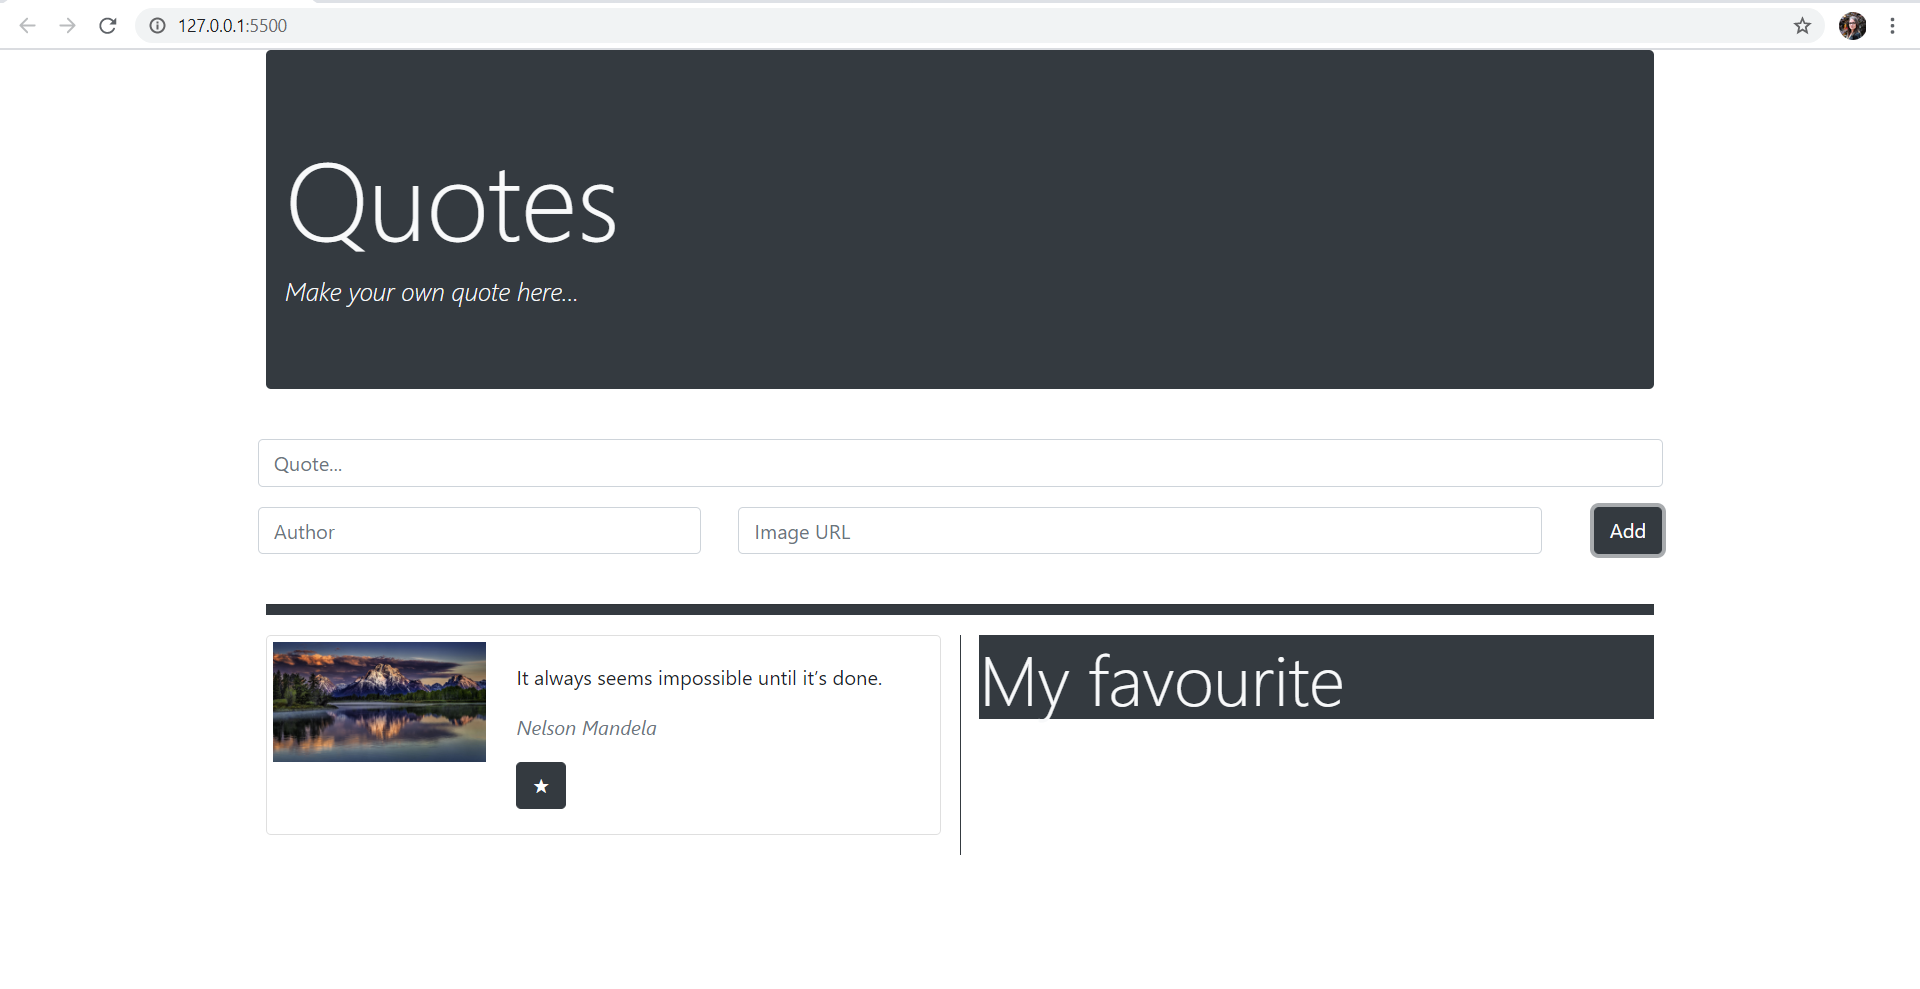 127.0.0.1:5500
Quotes
Make your own quote here...
Quote...
Author
Image URL
Add
It always seems impossible until it’s done.
Nelson Mandela
★
My favourite